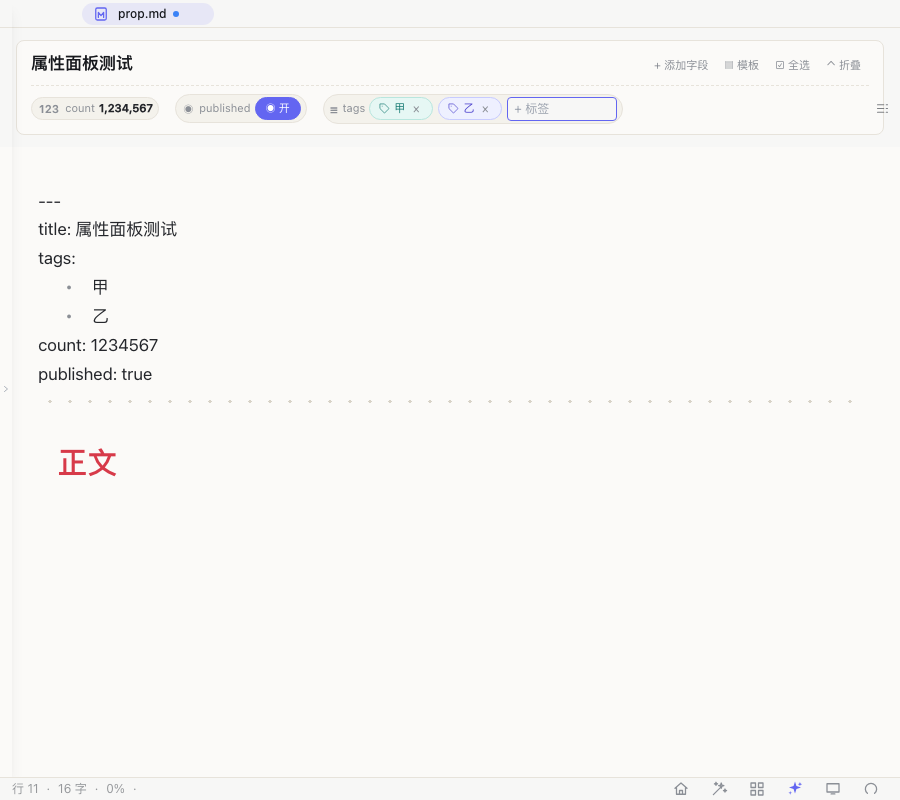 prop.md
属性面板测试
+ 添加字段 模板 全选 折叠
123 count 1,234,567 published 开 tags 甲 × 乙 × + 标签
---
title: 属性面板测试
tags:
• 甲
• 乙
count: 1234567
published: true
正文
行 11 · 16 字 · 0% ·